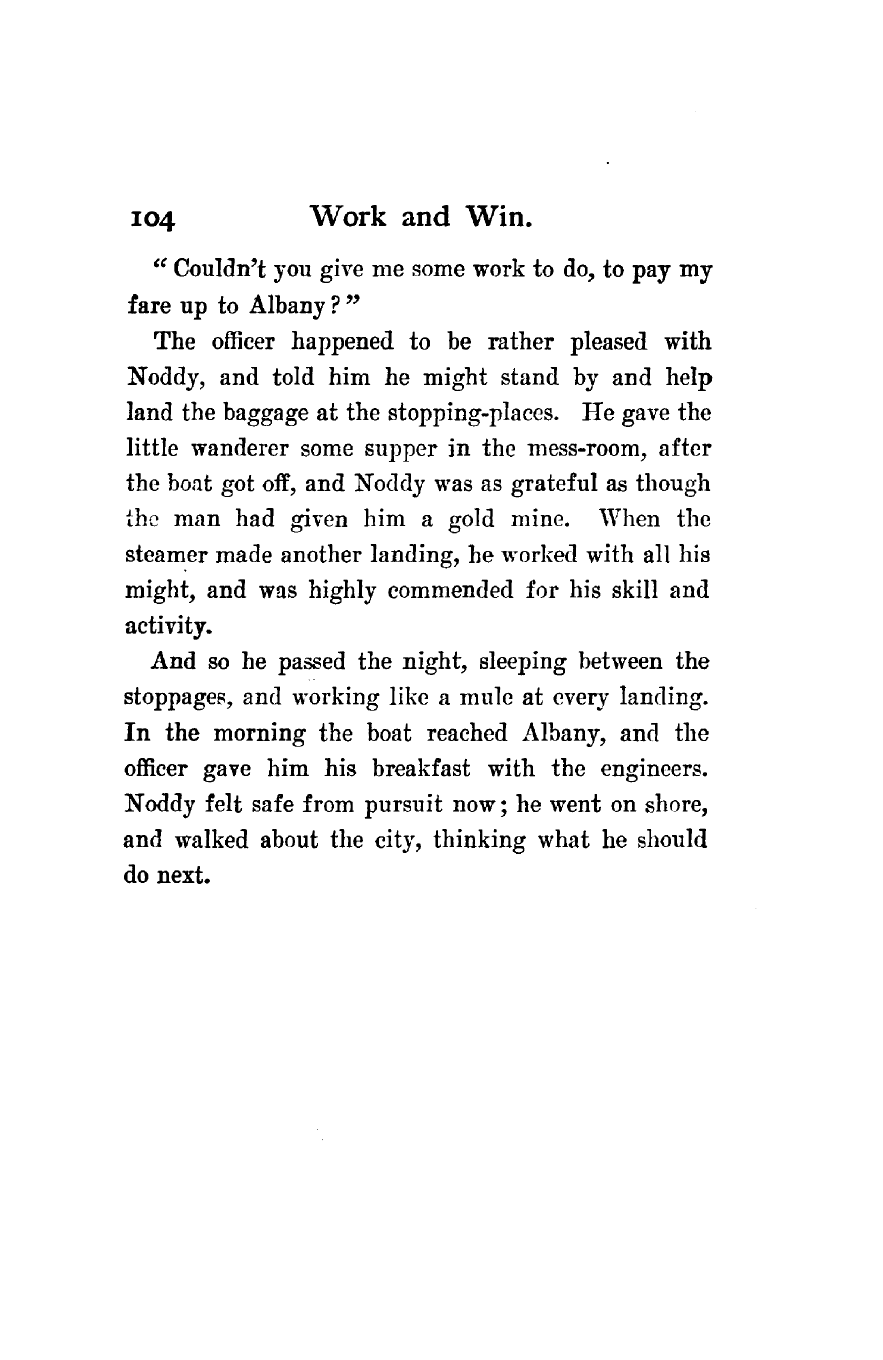 104 Work and Win.
“ Couldn’t you give me some work to do, to pay my
fare up to Albany ? ”
The officer happened to be rather pleased with
Noddy, and told him he might stand by and help
land the baggage at the stopping-places. He gave the
little wanderer some supper in the mess-room, after
the boat got off, and Noddy was as grateful as though
the man had given him a gold mine. When the
steamer made another landing, he worked with all his
might, and was highly commended for his skill and
activity.
And so he passed the night, sleeping between the
stoppages, and working like a mule at every landing.
In the morning the boat reached Albany, and the
officer gave him his breakfast with the engineers.
Noddy felt safe from pursuit now ; he went on shore,
and walked about the city, thinking what he should
do next.